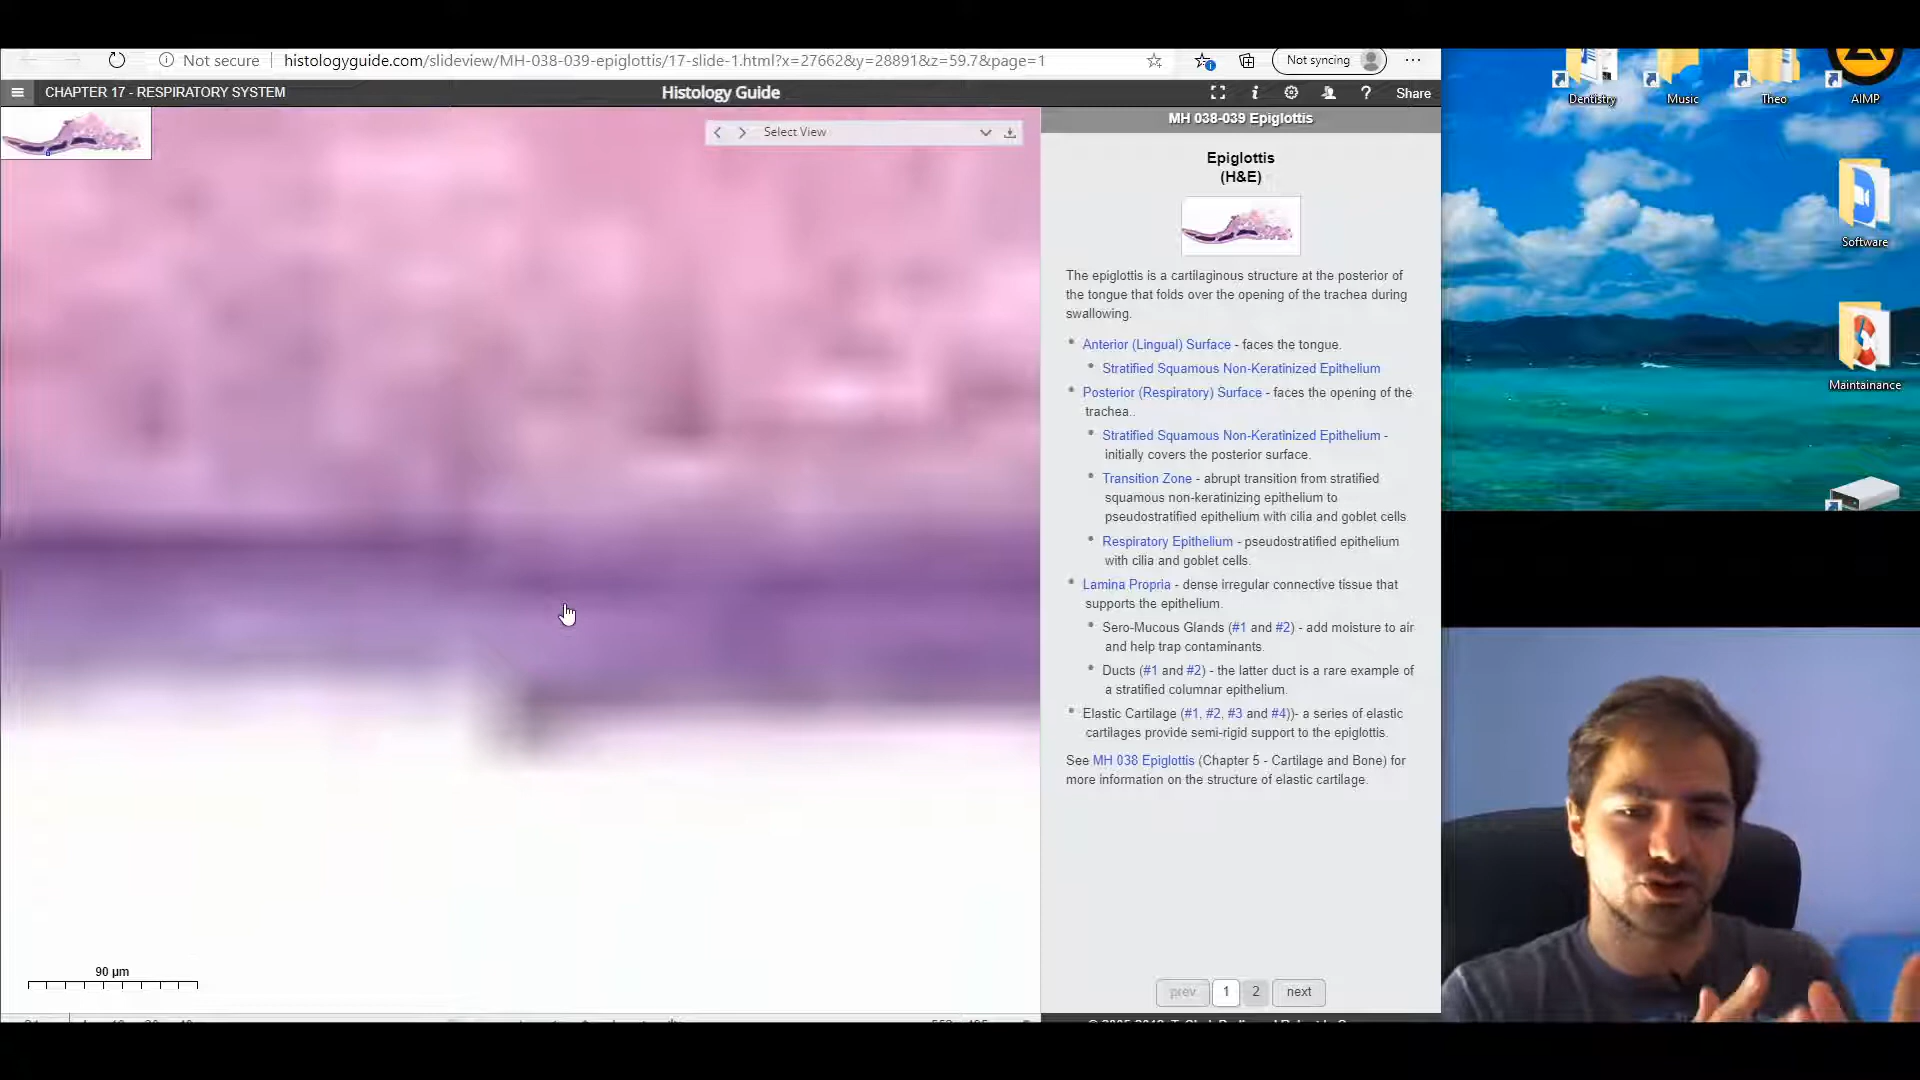 Not secure
histologyguide.com/slideview/MH-038-039-epiglottis/17-slide-1.html?x=27662&y=28891&z=59.7&page=1
Not syncing
CHAPTER 17 - RESPIRATORY SYSTEM
Histology Guide
Share
Select View
MH 038-039 Epiglottis
Epiglottis
(H&E)
The epiglottis is a cartilaginous structure at the posterior of
the tongue that folds over the opening of the trachea during
swallowing.
Anterior (Lingual) Surface - faces the tongue.
Stratified Squamous Non-Keratinized Epithelium
Posterior (Respiratory) Surface - faces the opening of the
trachea..
Stratified Squamous Non-Keratinized Epithelium -
initially covers the posterior surface.
Transition Zone - abrupt transition from stratified
squamous non-keratinizing epithelium to
pseudostratified epithelium with cilia and goblet cells
Respiratory Epithelium - pseudostratified epithelium
with cilia and goblet cells.
Lamina Propria - dense irregular connective tissue that
supports the epithelium.
Sero-Mucous Glands (#1 and #2) - add moisture to air
and help trap contaminants.
Ducts (#1 and #2) - the latter duct is a rare example of
a stratified columnar epithelium.
Elastic Cartilage (#1, #2, #3 and #4))- a series of elastic
cartilages provide semi-rigid support to the epiglottis.
See MH 038 Epiglottis (Chapter 5 - Cartilage and Bone) for
more information on the structure of elastic cartilage.
90 µm
prev 1 2 next
Dentistry
Music
Theo
AIMP
Software
Maintainance